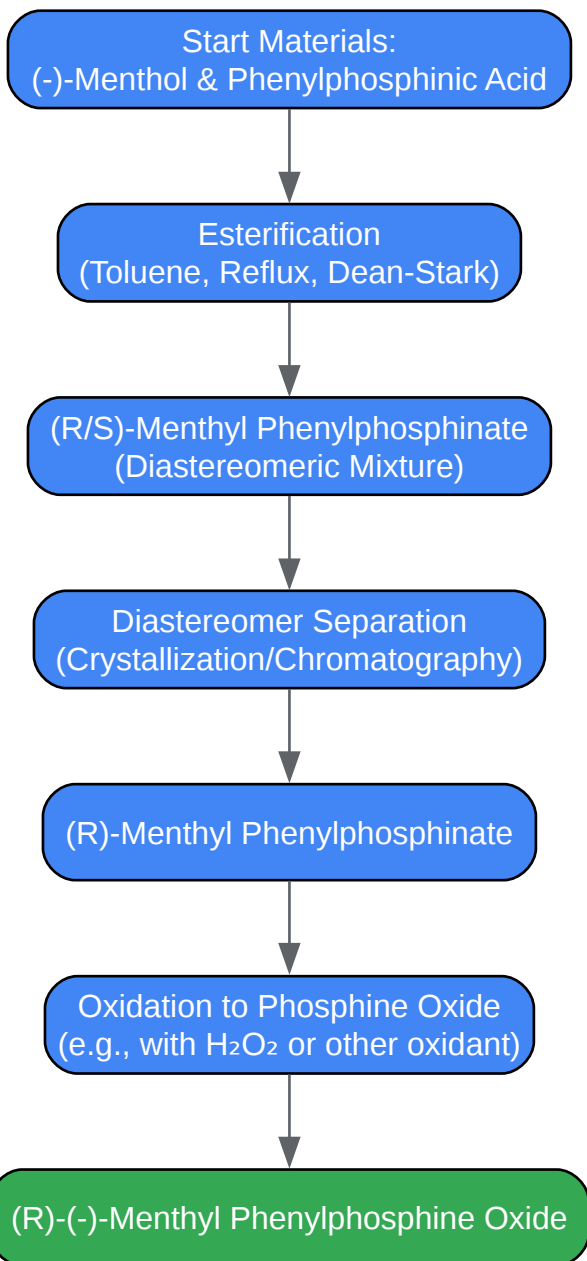 Start Materials:
(-)-Menthol & Phenylphosphinic Acid
Esterification
(Toluene, Reflux, Dean-Stark)
(R/S)-Menthyl Phenylphosphinate
(Diastereomeric Mixture)
Diastereomer Separation
(Crystallization/Chromatography)
(R)-Menthyl Phenylphosphinate
Oxidation to Phosphine Oxide
(e.g., with H₂O₂ or other oxidant)
(R)-(-)-Menthyl Phenylphosphine Oxide